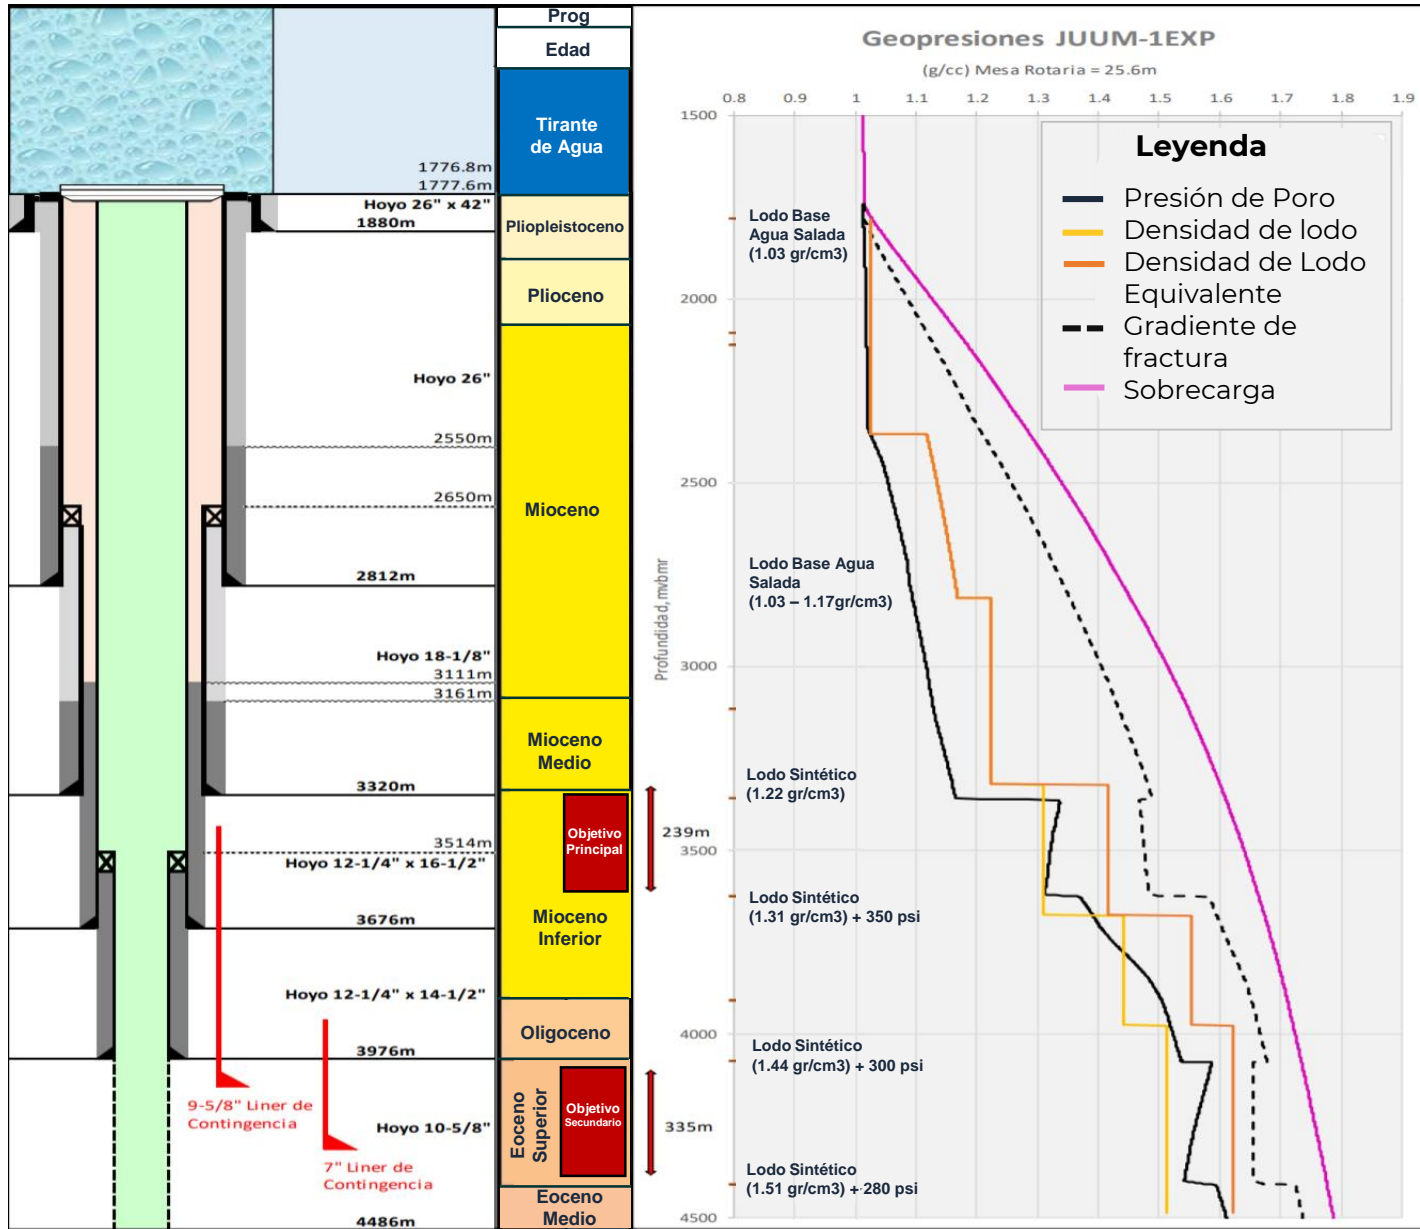 Prog
Edad
Tirante
de Agua
1776.8m
1777.6m
Hoyo 26" x 42"
1880m
Pliopleistoceno
Plioceno
Hoyo 26"
2550m
2650m
Mioceno
2812m
Hoyo 18-1/8"
3111m
3161m
Mioceno
Medio
3320m
Objetivo
Principal
239m
3514m
Hoyo 12-1/4" x 16-1/2"
3676m
Mioceno
Inferior
Hoyo 12-1/4" x 14-1/2"
Oligoceno
3976m
9-5/8" Liner de
Contingencia
Hoyo 10-5/8"
7" Liner de
Contingencia
Eoceno
Superior
Objetivo
Secundario
335m
4486m
Eoceno
Medio
Geopresiones JUUM-1EXP
(g/cc) Mesa Rotaria = 25.6m
0.8 0.9 1 1.1 1.2 1.3 1.4 1.5 1.6 1.7 1.8 1.9
Profundidad, mvbmr
1500
2000
2500
3000
3500
4000
4500
Leyenda
Presión de Poro
Densidad de lodo
Densidad de Lodo
Equivalente
Gradiente de
fractura
Sobrecarga
Lodo Base
Agua Salada
(1.03 gr/cm3)
Lodo Base Agua
Salada
(1.03 – 1.17gr/cm3)
Lodo Sintético
(1.22 gr/cm3)
Lodo Sintético
(1.31 gr/cm3) + 350 psi
Lodo Sintético
(1.44 gr/cm3) + 300 psi
Lodo Sintético
(1.51 gr/cm3) + 280 psi